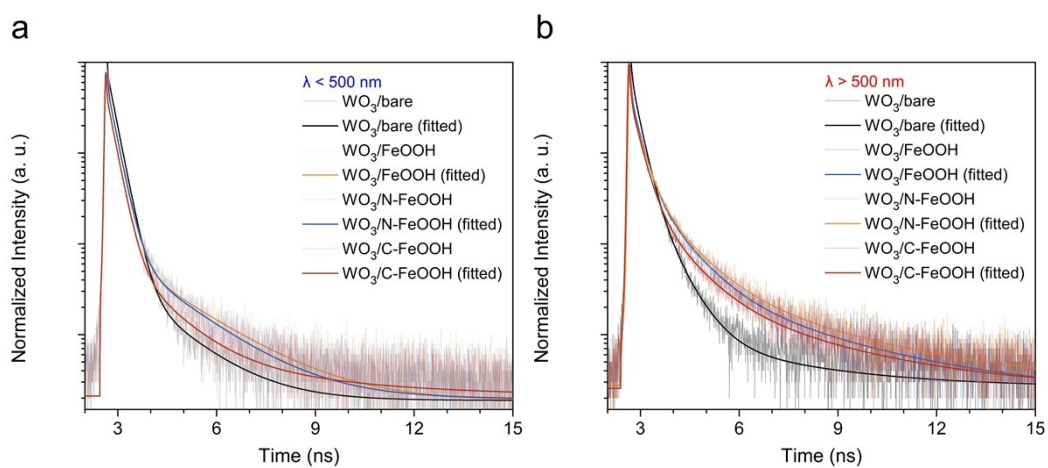 a
λ < 500 nm
WO₃/bare
WO₃/bare (fitted)
WO₃/FeOOH
WO₃/FeOOH (fitted)
WO₃/N-FeOOH
WO₃/N-FeOOH (fitted)
WO₃/C-FeOOH
WO₃/C-FeOOH (fitted)
Normalized Intensity (a. u.)
3 6 9 12 15
Time (ns)
b
λ > 500 nm
WO₃/bare
WO₃/bare (fitted)
WO₃/FeOOH
WO₃/FeOOH (fitted)
WO₃/N-FeOOH
WO₃/N-FeOOH (fitted)
WO₃/C-FeOOH
WO₃/C-FeOOH (fitted)
Normalized Intensity (a. u.)
3 6 9 12 15
Time (ns)